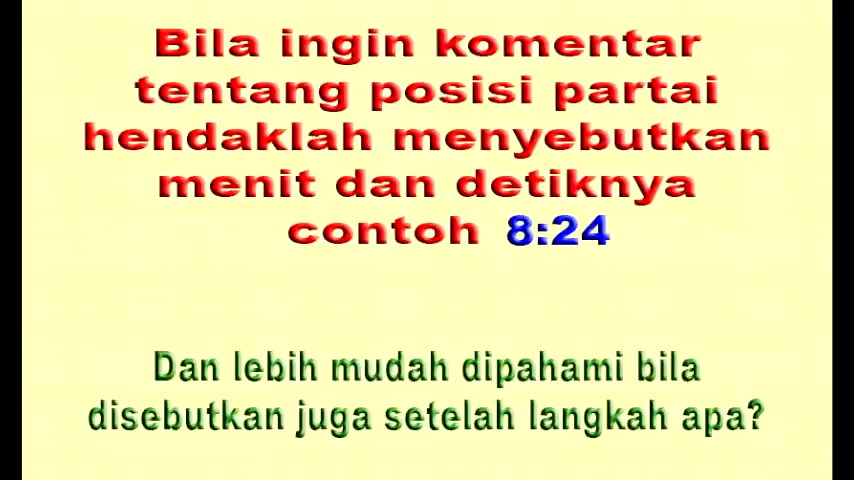 Bila ingin komentar
tentang posisi partai
hendaklah menyebutkan
menit dan detiknya
contoh 8:24
Dan lebih mudah dipahami bila
disebutkan juga setelah langkah apa?